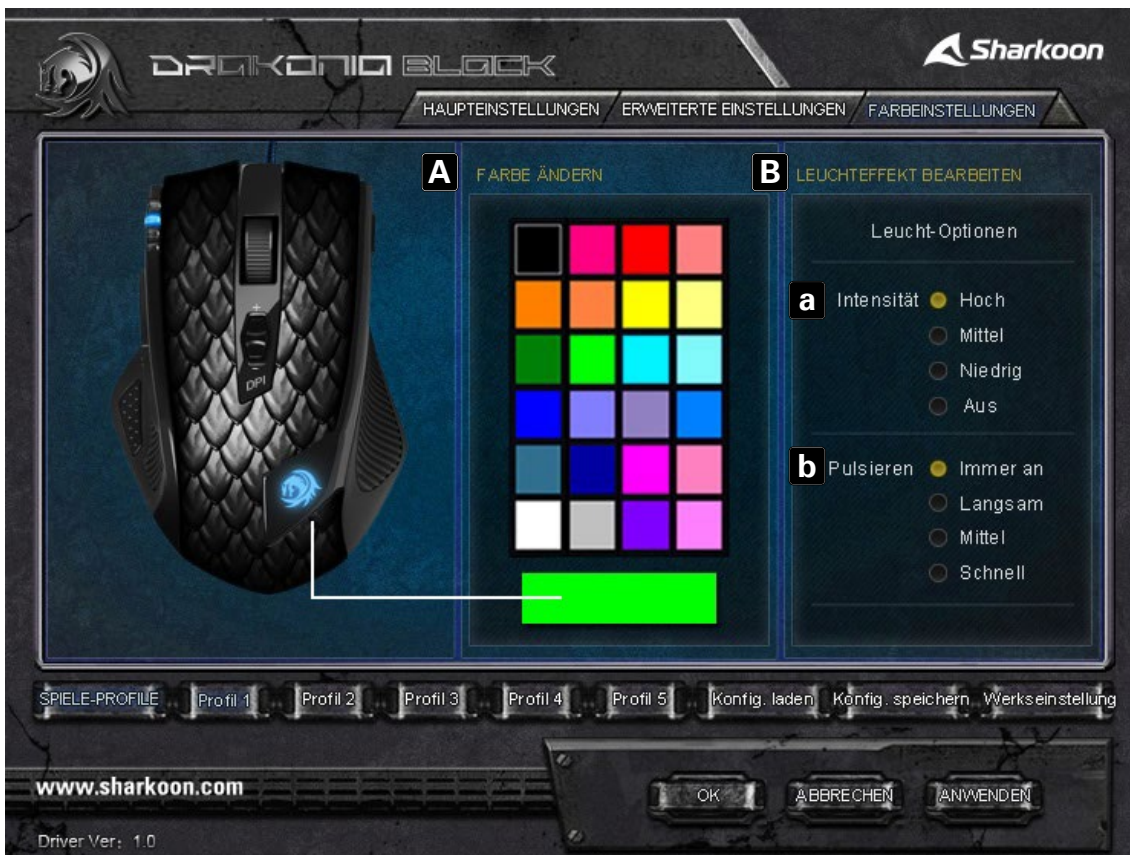 DRAKONIA BLACK
Sharkoon
HAUPTEINSTELLUNGEN ERWEITERTE EINSTELLUNGEN FARBEINSTELLUNGEN
A FARBE ÄNDERN
B LEUCHTEFFEKT BEARBEITEN
Leucht-Optionen
a Intensität Hoch
Mittel
Niedrig
Aus
b Pulsieren Immer an
Langsam
Mittel
Schnell
+
DPI
SPIELE-PROFILE Profil 1 Profil 2 Profil 3 Profil 4 Profil 5 Konfig. laden Konfig. speichern Werkseinstellung
www.sharkoon.com
OK ABBRECHEN ANWENDEN
Driver Ver: 1.0